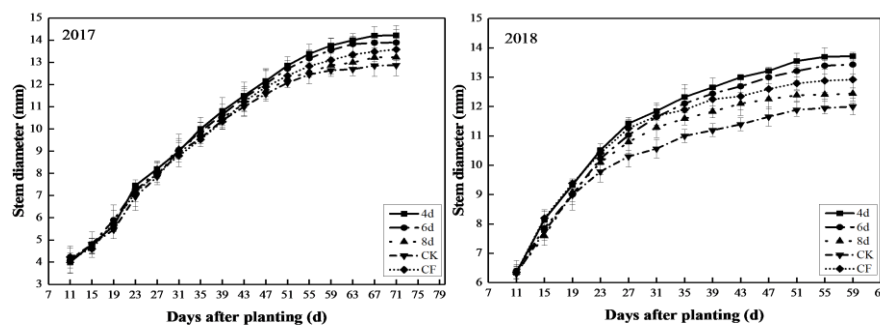 2017
Stem diameter (mm)
15
14
13
12
11
10
9
8
7
6
5
4
3
7 11 15 19 23 27 31 35 39 43 47 51 55 59 63 67 71 75 79
Days after planting (d)
4d
6d
8d
CK
CF
2018
Stem diameter (mm)
15
14
13
12
11
10
9
8
7
6
7 11 15 19 23 27 31 35 39 43 47 51 55 59
Days after planting (d)
4d
6d
8d
CK
CF